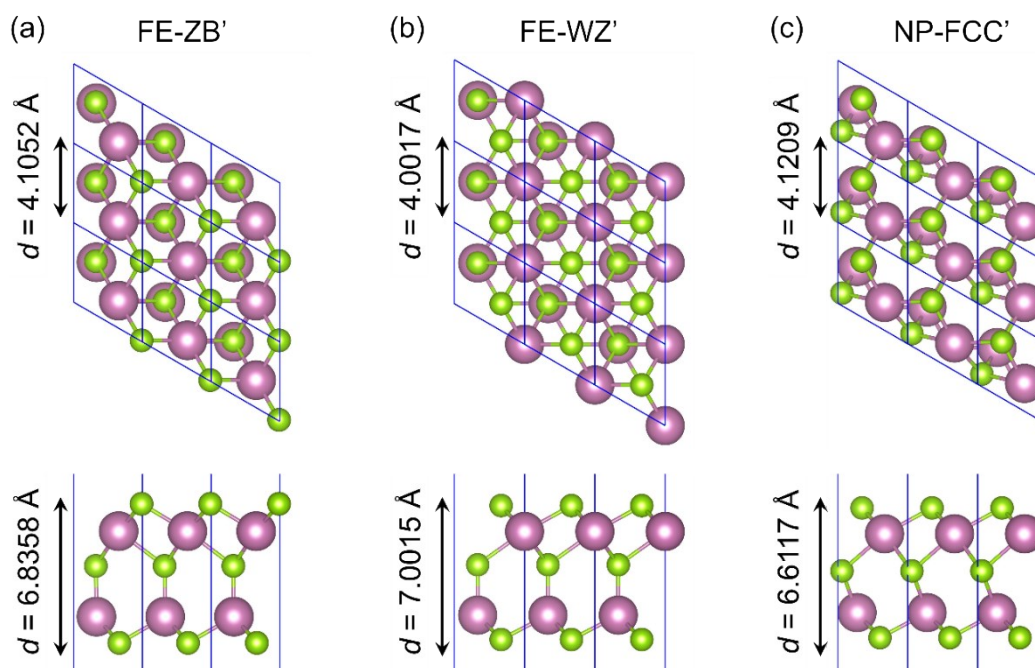 (a) FE-ZB’
(b) FE-WZ’
(c) NP-FCC’
d = 4.1052 Å
d = 4.0017 Å
d = 4.1209 Å
d = 6.8358 Å
d = 7.0015 Å
d = 6.6117 Å